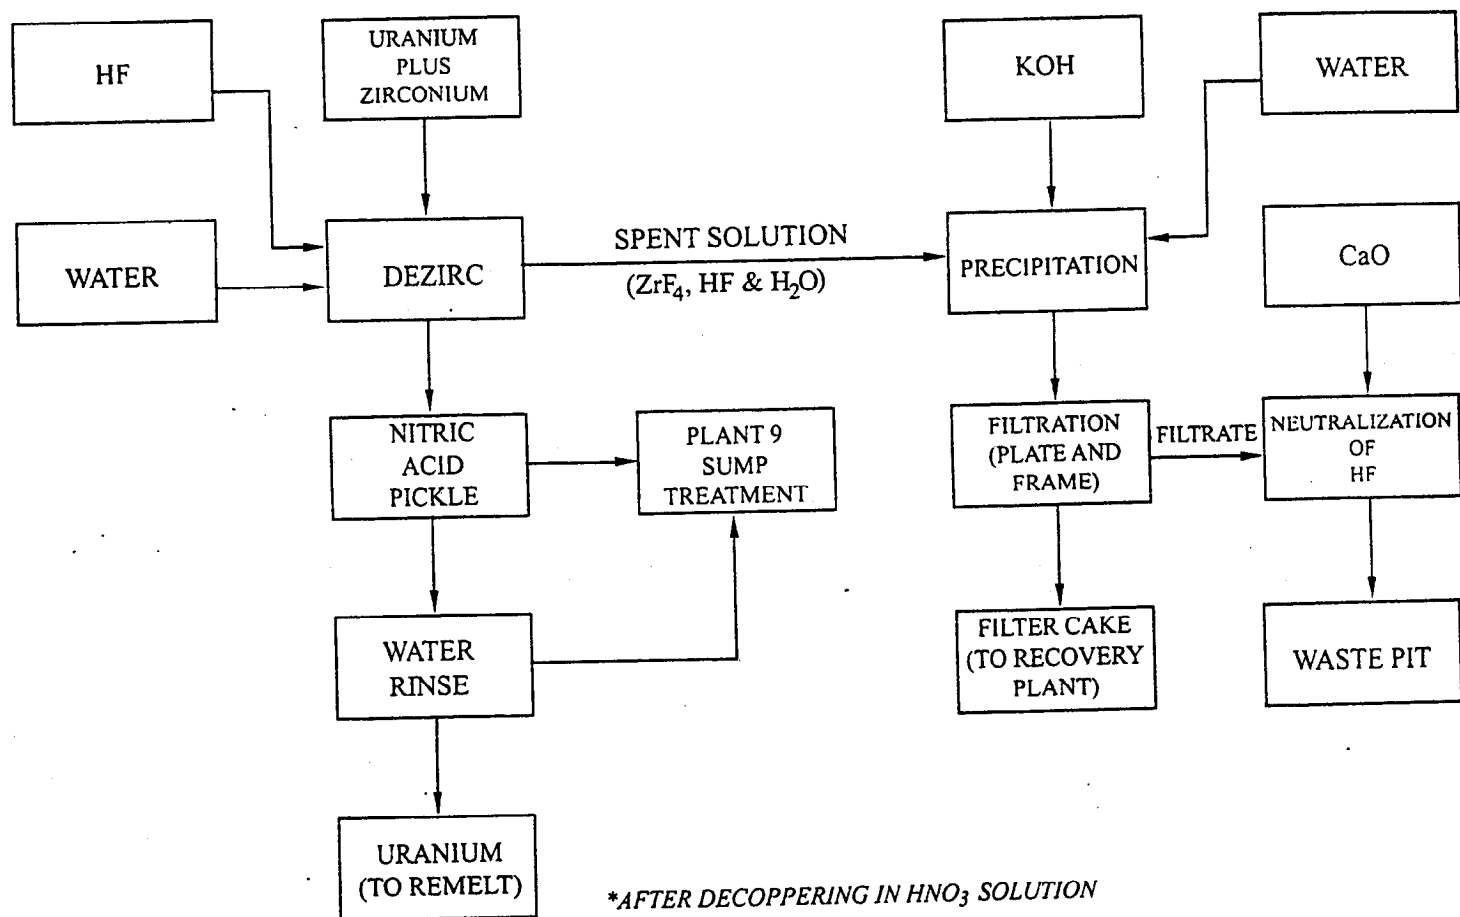 HF
URANIUM
PLUS
ZIRCONIUM
KOH
WATER
WATER
DEZIRC
SPENT SOLUTION
(ZrF₄, HF & H₂O)
PRECIPITATION
CaO
NITRIC
ACID
PICKLE
PLANT 9
SUMP
TREATMENT
FILTRATION
(PLATE AND
FRAME)
FILTRATE
NEUTRALIZATION
OF
HF
WATER
RINSE
FILTER CAKE
(TO RECOVERY
PLANT)
WASTE PIT
URANIUM
(TO REMELT)
*AFTER DECOPPERING IN HNO₃ SOLUTION